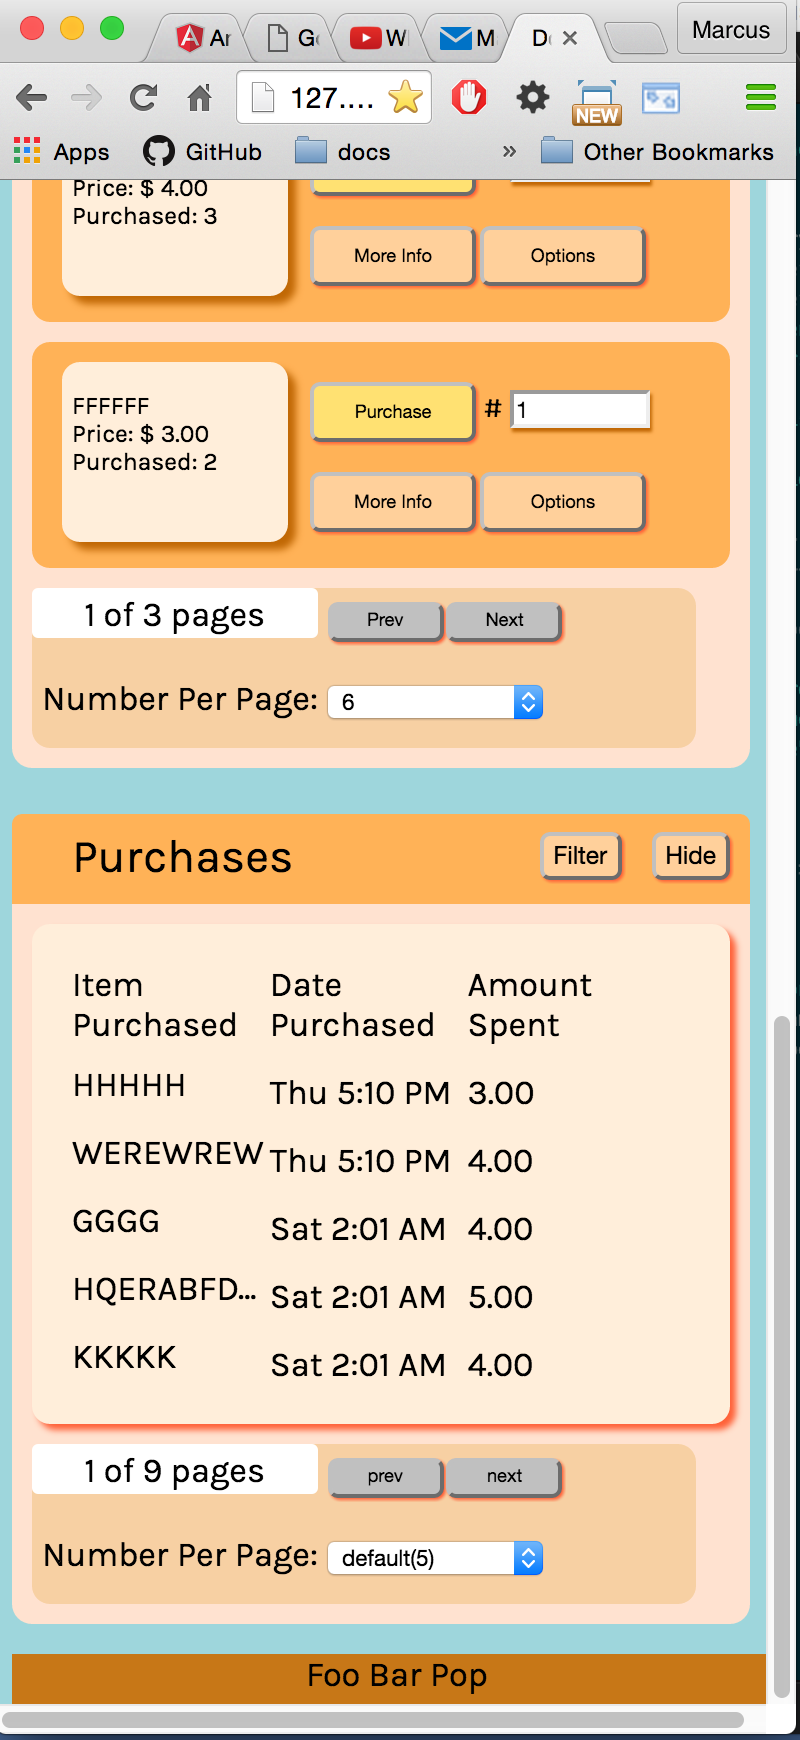 Ar
G
W
M
D
Marcus
127....
NEW
Apps GitHub docs » Other Bookmarks
Price: $ 4.00
Purchased: 3
More Info Options
FFFFFF
Price: $ 3.00
Purchased: 2
Purchase # 1
More Info Options
1 of 3 pages Prev Next
Number Per Page: 6
Purchases Filter Hide
Item Purchased Date Purchased Amount Spent
HHHHH Thu 5:10 PM 3.00
WEREWREW Thu 5:10 PM 4.00
GGGG Sat 2:01 AM 4.00
HQERABFD... Sat 2:01 AM 5.00
KKKKK Sat 2:01 AM 4.00
1 of 9 pages prev next
Number Per Page: default(5)
Foo Bar Pop